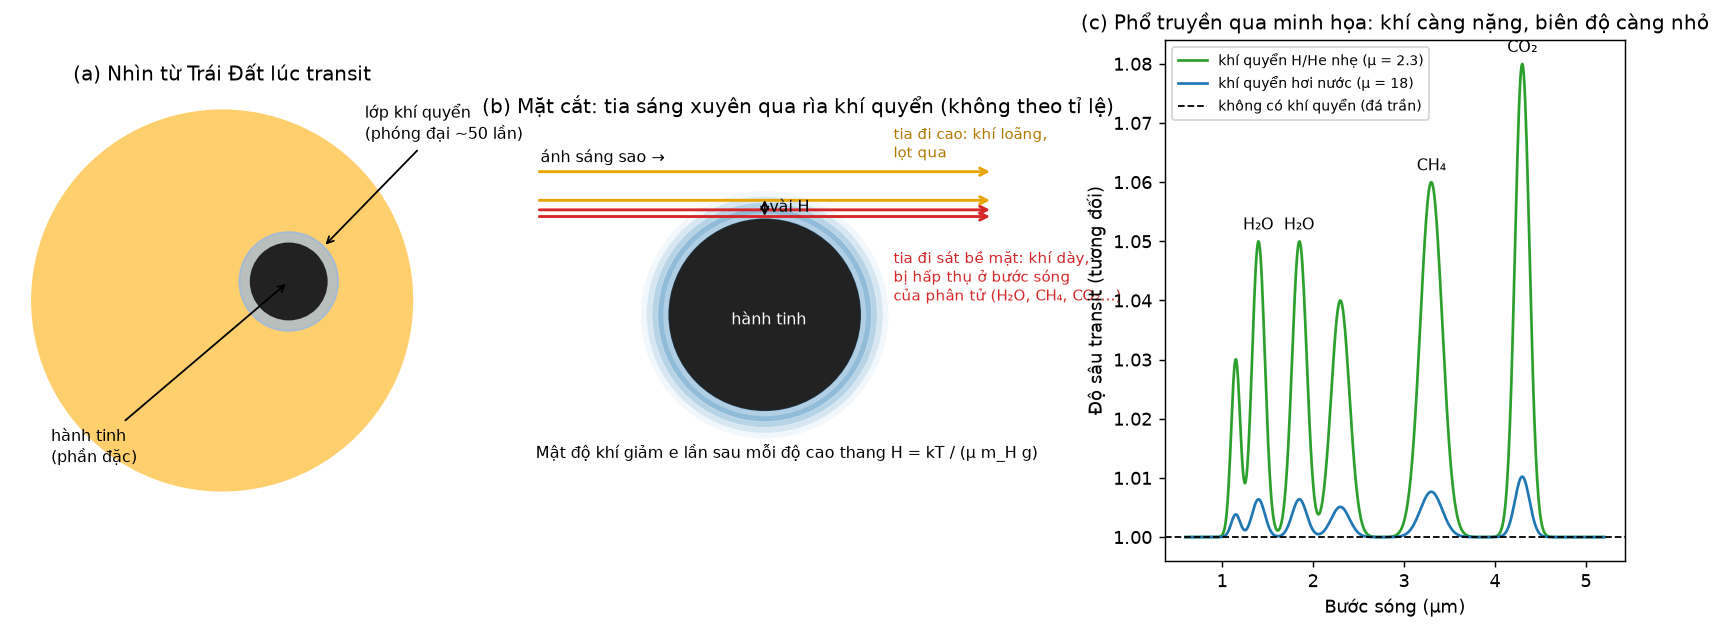 (a) Nhìn từ Trái Đất lúc transit
lớp khí quyển
(phóng đại ~50 lần)
hành tinh
(phần đặc)
(b) Mặt cắt: tia sáng xuyên qua rìa khí quyển (không theo tỉ lệ)
tia đi cao: khí loãng,
lọt qua
ánh sáng sao →
vài H
tia đi sát bề mặt: khí dày,
bị hấp thụ ở bước sóng
của phân tử (H₂O, CH₄, CO₂...)
hành tinh
Mật độ khí giảm e lần sau mỗi độ cao thang H = kT / (μ m_H g)
(c) Phổ truyền qua minh họa: khí càng nặng, biên độ càng nhỏ
khí quyển H/He nhẹ (μ = 2.3)
khí quyển hơi nước (μ = 18)
không có khí quyển (đá trần)
CO₂
CH₄
H₂O
H₂O
Độ sâu transit (tương đối)
1.08
1.07
1.06
1.05
1.04
1.03
1.02
1.01
1.00
1
2
3
4
5
Bước sóng (μm)